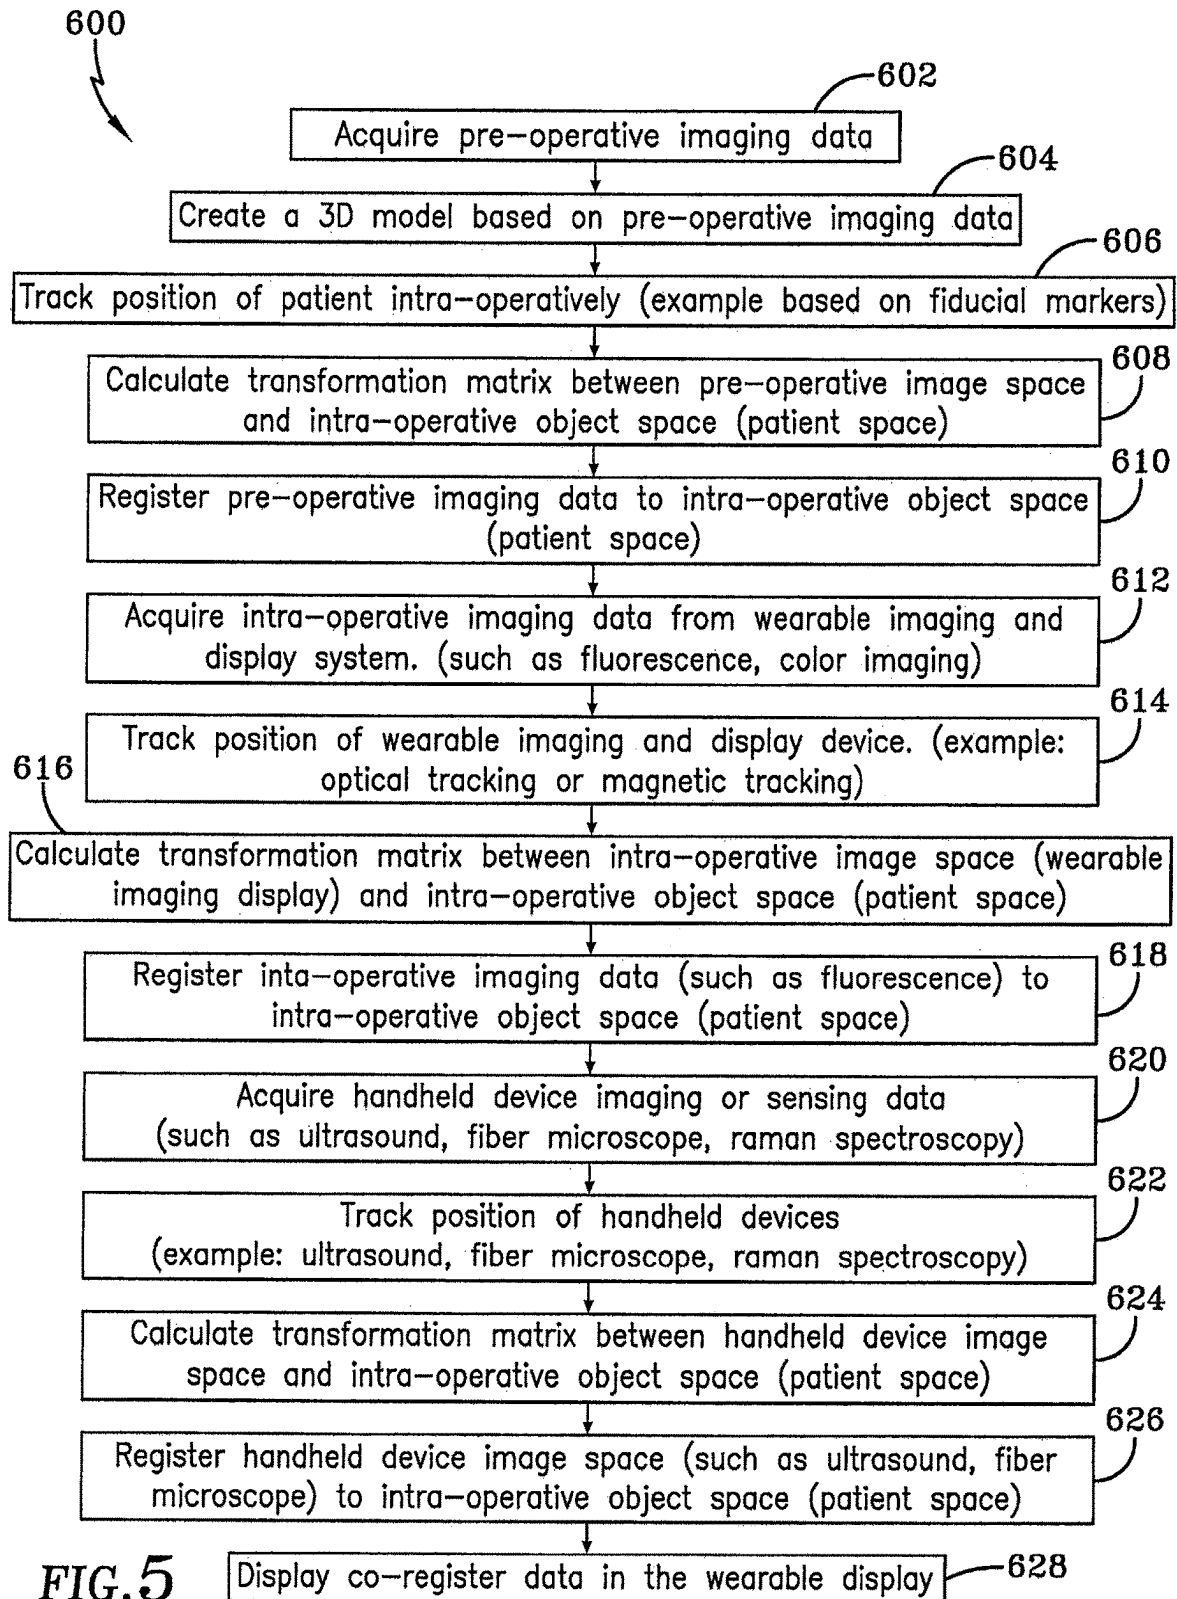 600
602
Acquire pre-operative imaging data
604
Create a 3D model based on pre-operative imaging data
606
Track position of patient intra-operatively (example based on fiducial markers)
608
Calculate transformation matrix between pre-operative image space
and intra-operative object space (patient space)
610
Register pre-operative imaging data to intra-operative object space
(patient space)
612
Acquire intra-operative imaging data from wearable imaging and
display system. (such as fluorescence, color imaging)
614
Track position of wearable imaging and display device. (example:
optical tracking or magnetic tracking)
616
Calculate transformation matrix between intra-operative image space (wearable
imaging display) and intra-operative object space (patient space)
618
Register inta-operative imaging data (such as fluorescence) to
intra-operative object space (patient space)
620
Acquire handheld device imaging or sensing data
(such as ultrasound, fiber microscope, raman spectroscopy)
622
Track position of handheld devices
(example: ultrasound, fiber microscope, raman spectroscopy)
624
Calculate transformation matrix between handheld device image
space and intra-operative object space (patient space)
626
Register handheld device image space (such as ultrasound, fiber
microscope) to intra-operative object space (patient space)
628
Display co-register data in the wearable display
FIG.5